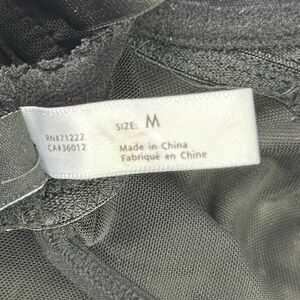 RN#71222
CA#36012
SIZE: M
Made in China
Fabriqué en Chine